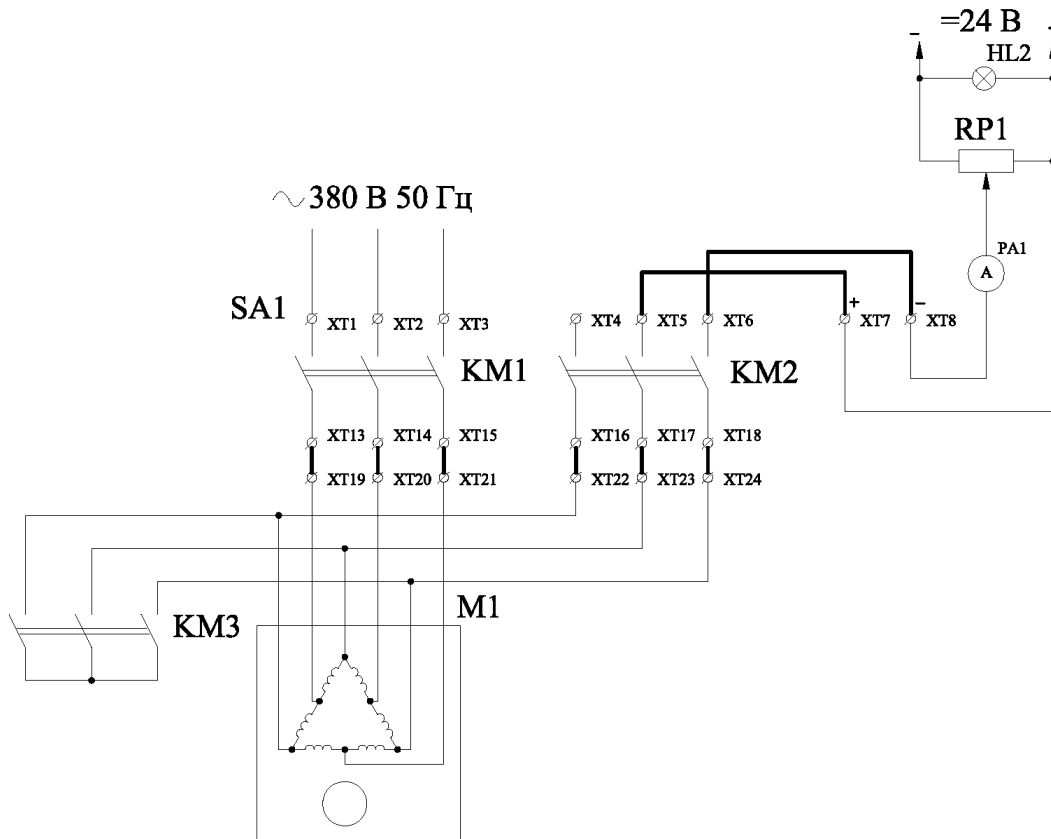 − =24 В
HL2
RP1
380 В 50 Гц
PA1
A
SA1 XT1 XT2 XT3 XT4 XT5 XT6 + XT7 − XT8
KM1 KM2
XT13 XT14 XT15 XT16 XT17 XT18
XT19 XT20 XT21 XT22 XT23 XT24
M1
KM3